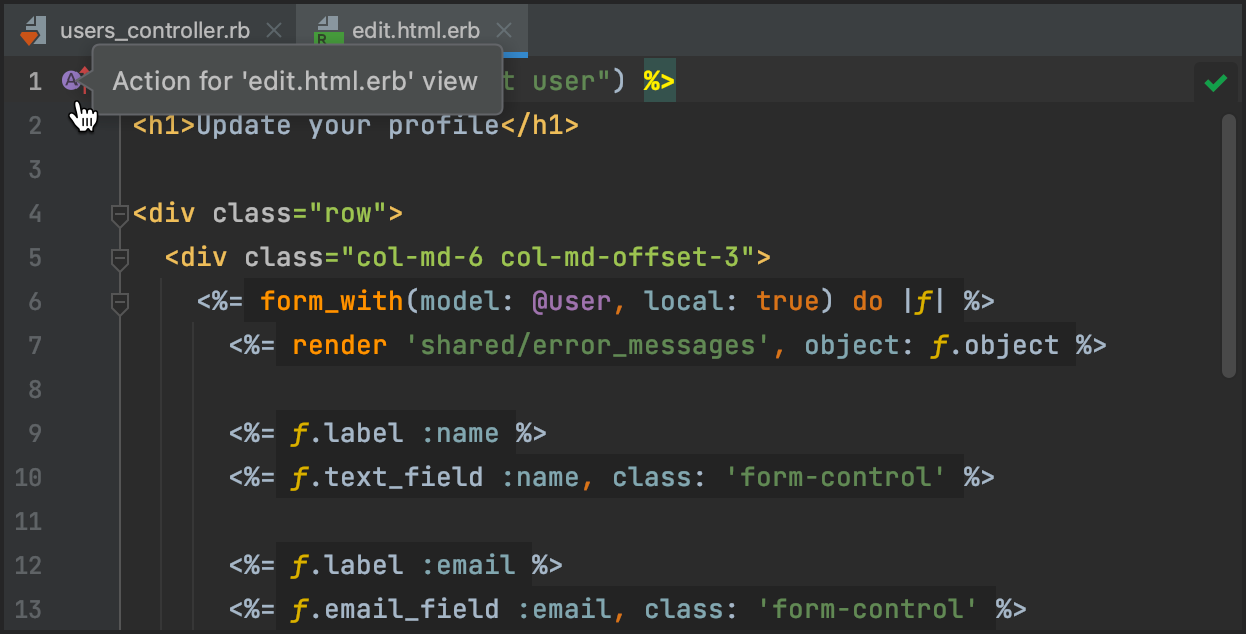 users_controller.rb
edit.html.erb
Action for 'edit.html.erb' view
1 user") %>
2 <h1>Update your profile</h1>
3
4 <div class="row">
5 <div class="col-md-6 col-md-offset-3">
6 <%= form_with(model: @user, local: true) do |f| %>
7 <%= render 'shared/error_messages', object: f.object %>
8
9 <%= f.label :name %>
10 <%= f.text_field :name, class: 'form-control' %>
11
12 <%= f.label :email %>
13 <%= f.email_field :email, class: 'form-control' %>